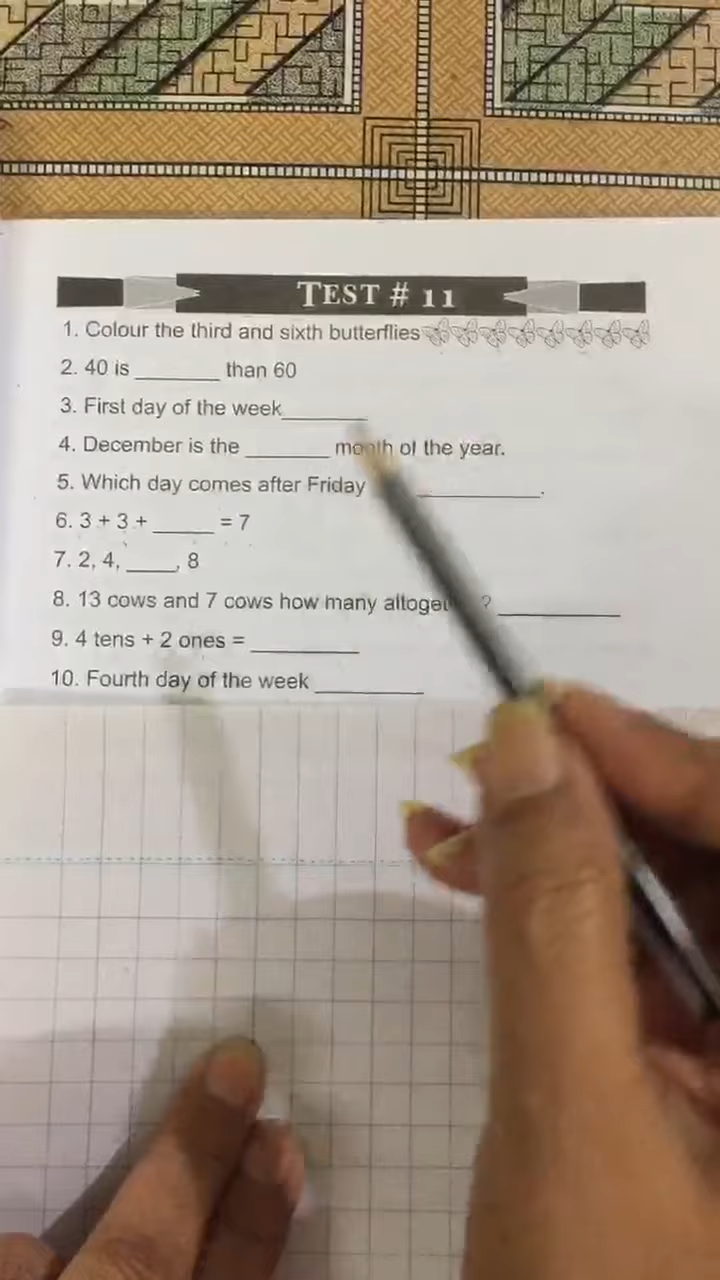 TEST # 11
1. Colour the third and sixth butterflies
2. 40 is ________ than 60
3. First day of the week________
4. December is the ________ month of the year.
5. Which day comes after Friday ____________.
6. 3 + 3 + ______ = 7
7. 2, 4, _____, 8
8. 13 cows and 7 cows how many ? ____________
9. 4 tens + 2 ones = __________
10. Fourth day of the week __________